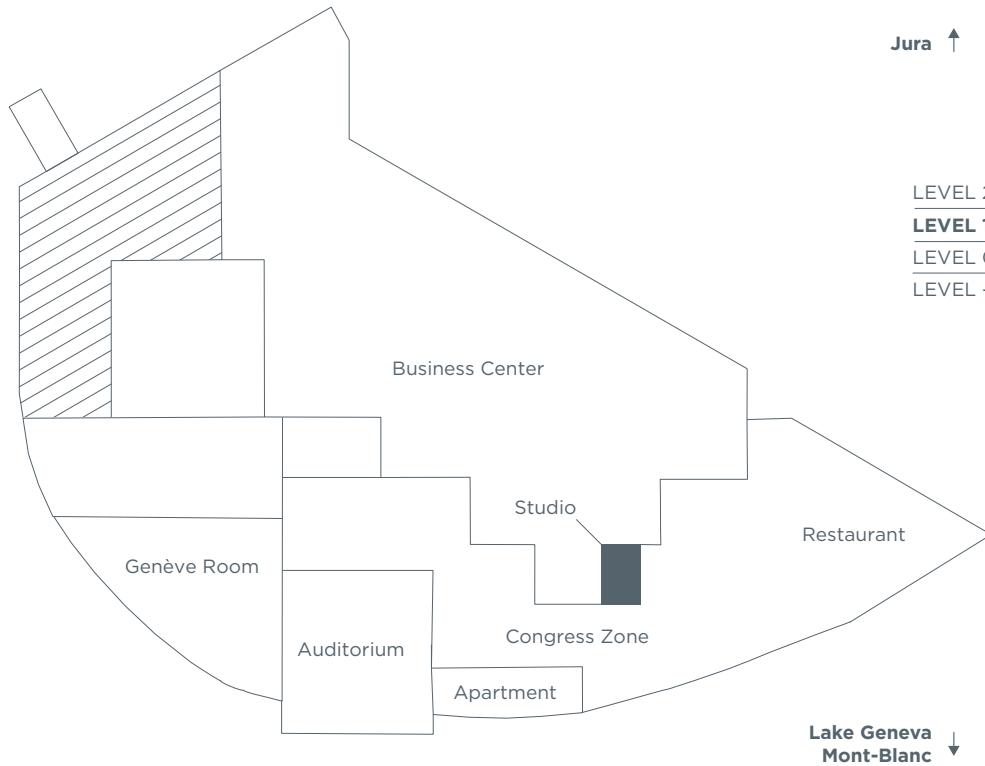 Jura
LEVEL
LEVEL
LEVEL
LEVEL
Business Center
Studio
Restaurant
Genève Room
Congress Zone
Auditorium
Apartment
Lake Geneva
Mont-Blanc